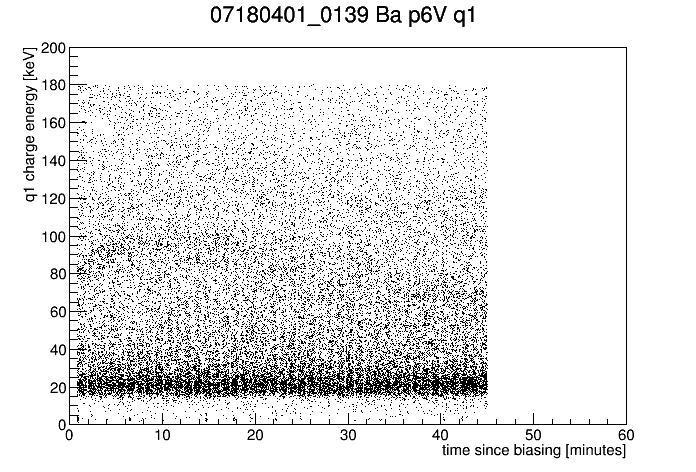 07180401_0139 Ba p6V q1
q1 charge energy [keV]
200
180
160
140
120
100
80
60
40
20
0
0 10 20 30 40 50 60
time since biasing [minutes]